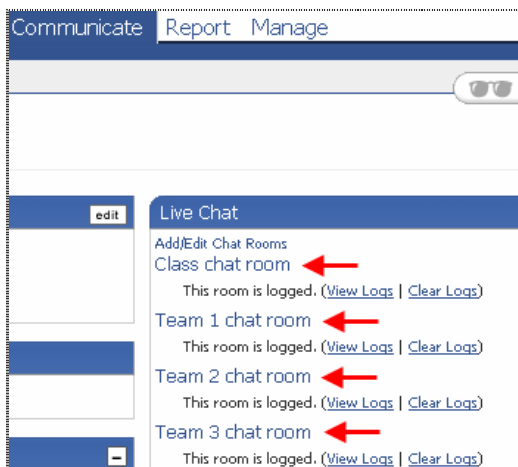 Communicate Report Manage
edit
Live Chat
Add/Edit Chat Rooms
Class chat room
This room is logged. (View Logs | Clear Logs)
Team 1 chat room
This room is logged. (View Logs | Clear Logs)
Team 2 chat room
This room is logged. (View Logs | Clear Logs)
Team 3 chat room
This room is logged. (View Logs | Clear Logs)